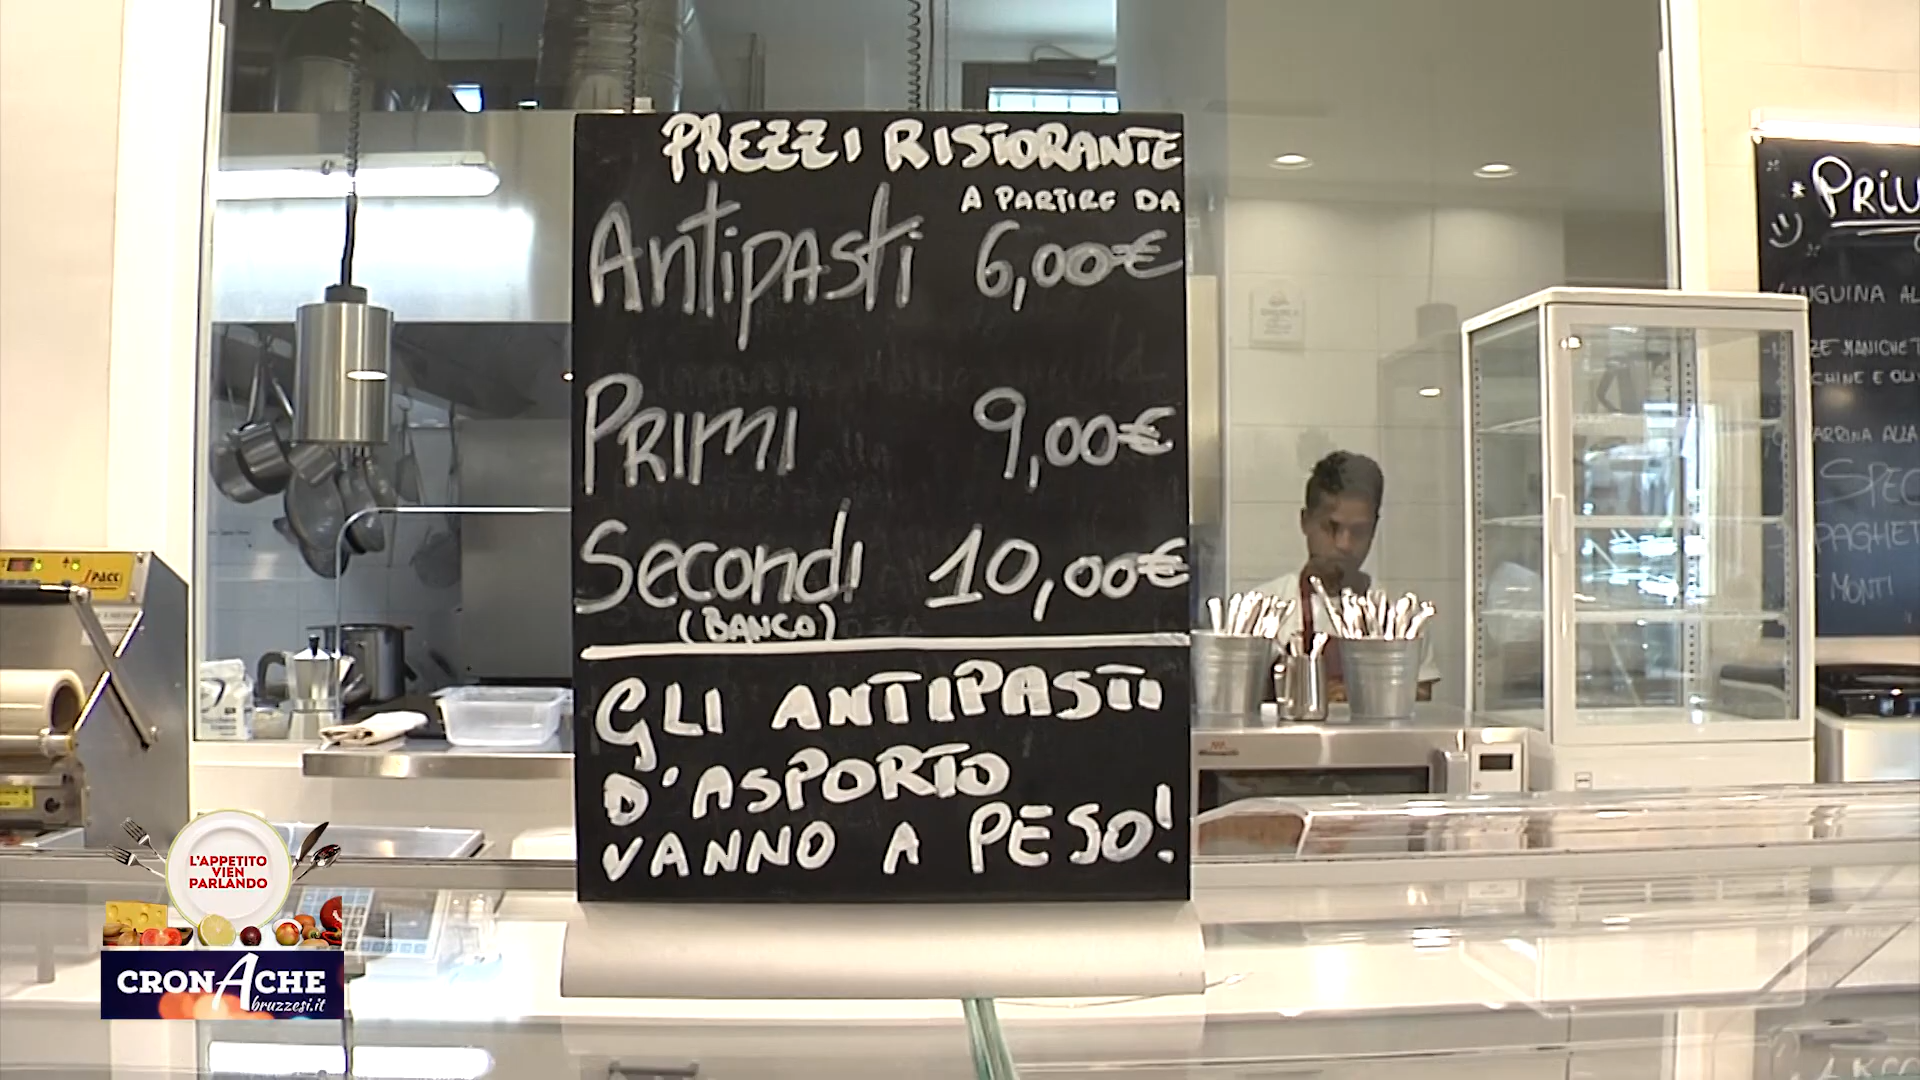 PREZZI RISTORANTE
A PARTIRE DA
Antipasti 6,00€
PRIMI 9,00€
Secondi 10,00€
(BANCO)
GLI ANTIPASTI
D'ASPORTO
VANNO A PESO!
L'APPETITO
VIEN
PARLANDO
CRONACHE
bruzzesi.it
MONTI